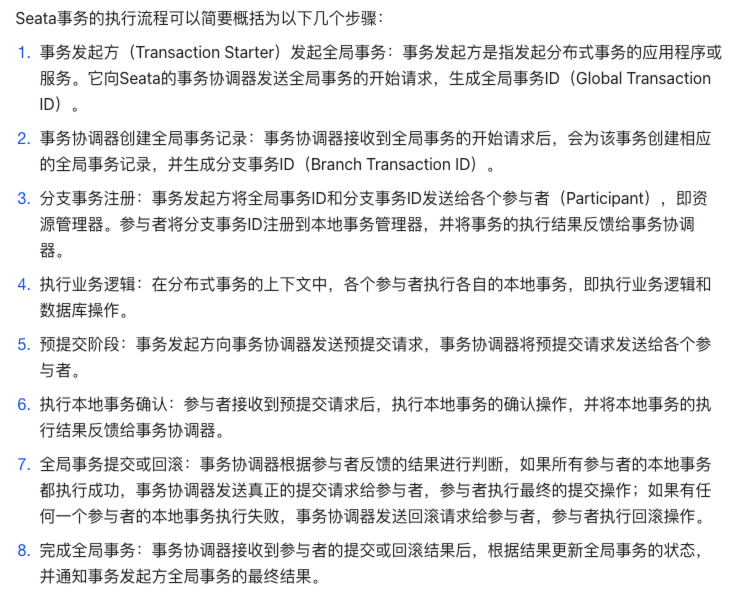 Seata事务的执行流程可以简要概括为以下几个步骤：
1. 事务发起方（Transaction Starter）发起全局事务：事务发起方是指发起分布式事务的应用程序或
服务。它向Seata的事务协调器发送全局事务的开始请求，生成全局事务ID（Global Transaction
ID）。
2. 事务协调器创建全局事务记录：事务协调器接收到全局事务的开始请求后，会为该事务创建相应
的全局事务记录，并生成分支事务ID（Branch Transaction ID）。
3. 分支事务注册：事务发起方将全局事务ID和分支事务ID发送给各个参与者（Participant），即资
源管理器。参与者将分支事务ID注册到本地事务管理器，并将事务的执行结果反馈给事务协调
器。
4. 执行业务逻辑：在分布式事务的上下文中，各个参与者执行各自的本地事务，即执行业务逻辑和
数据库操作。
5. 预提交阶段：事务发起方向事务协调器发送预提交请求，事务协调器将预提交请求发送给各个参
与者。
6. 执行本地事务确认：参与者接收到预提交请求后，执行本地事务的确认操作，并将本地事务的执
行结果反馈给事务协调器。
7. 全局事务提交或回滚：事务协调器根据参与者反馈的结果进行判断，如果所有参与者的本地事务
都执行成功，事务协调器发送真正的提交请求给参与者，参与者执行最终的提交操作；如果有任
何一个参与者的本地事务执行失败，事务协调器发送回滚请求给参与者，参与者执行回滚操作。
8. 完成全局事务：事务协调器接收到参与者的提交或回滚结果后，根据结果更新全局事务的状态，
并通知事务发起方全局事务的最终结果。